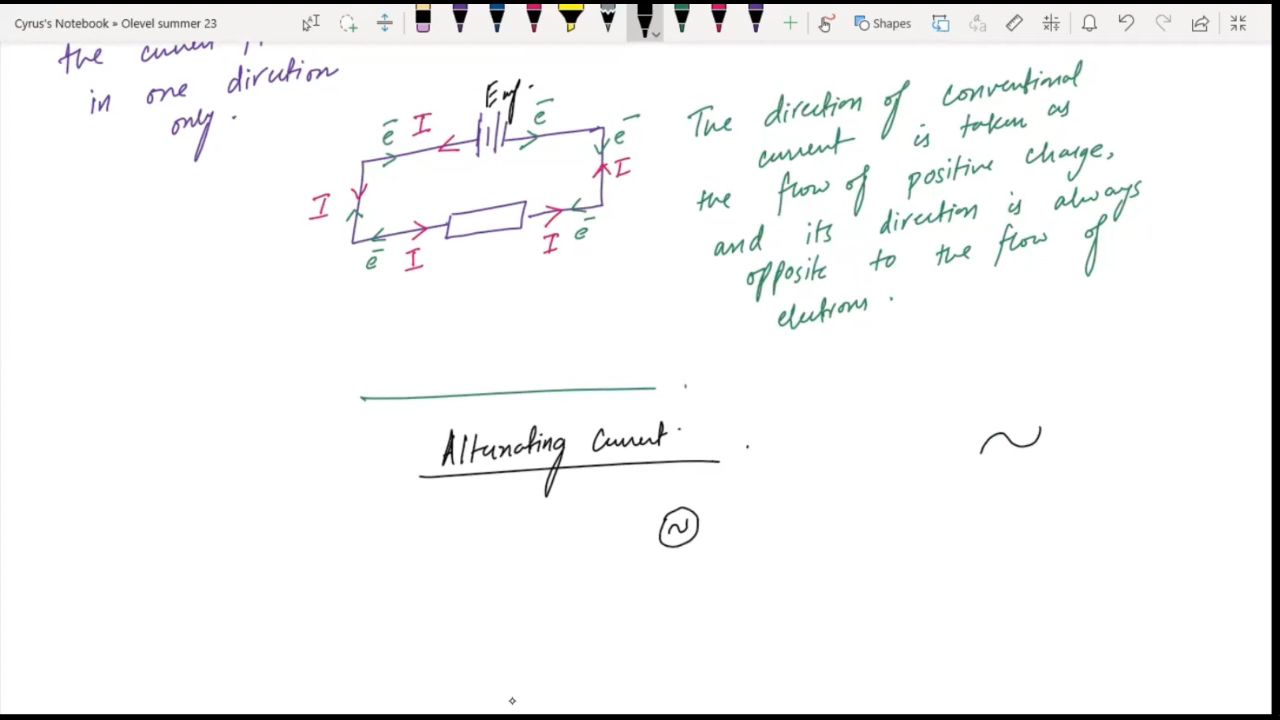 Cyrus's Notebook » Olevel summer 23
Shapes
the
in one direction
only.
Emf.
e⁻ I e⁻ e⁻
I
I
e⁻ I I e⁻
The direction of conventional
current is taken as
the flow of positive charge,
and its direction is always
opposite to the flow of
electrons.
Alternating Current.
~
~